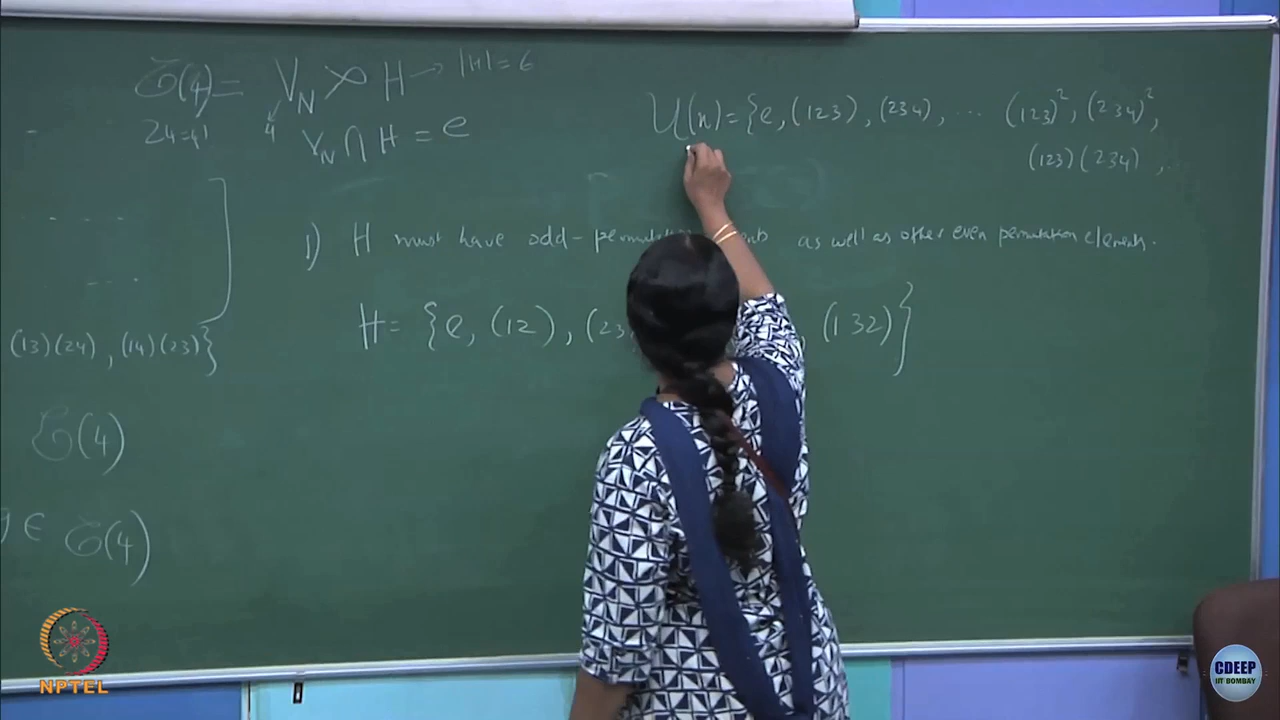 𝒯(4) = V_N ⋊ H → |H| = 6
24 = 4! 4
V_N ∩ H = e
U(n) = {e, (123), (234), ... (123)², (234)²,
(123)(234), ..
1) H must have odd-permutation elements as well as other even permutation elements.
H = {e, (12), (23 (132)}
(13)(24), (14)(23)}
𝒯(4)
g ∈ 𝒯(4)
NPTEL
CDEEP
IIT BOMBAY